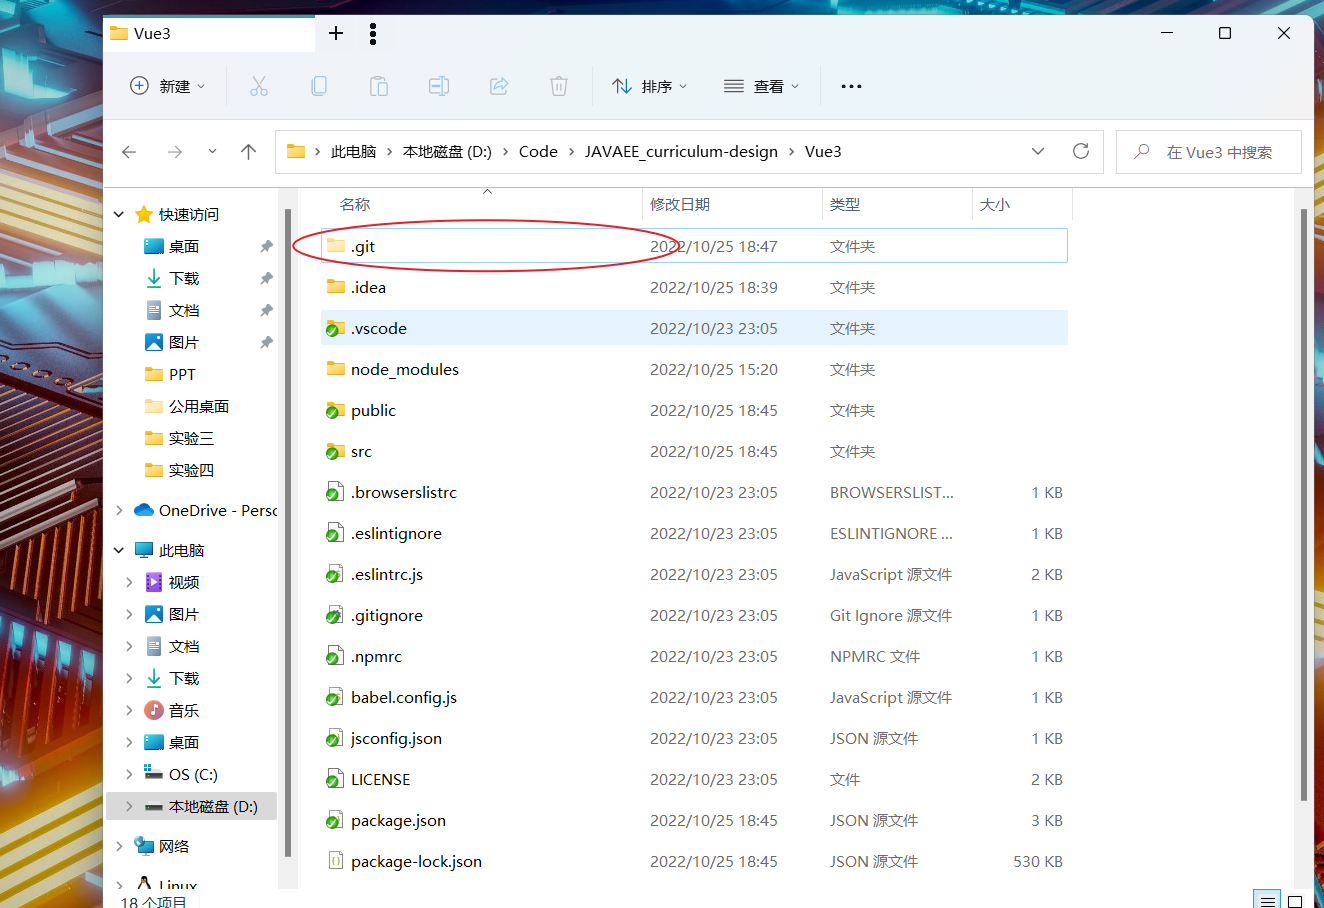 Vue3
新建
排序
查看
此电脑 > 本地磁盘 (D:) > Code > JAVAEE_curriculum-design > Vue3
在 Vue3 中搜索
快速访问
桌面
下载
文档
图片
PPT
公用桌面
实验三
实验四
OneDrive - Perso
此电脑
视频
图片
文档
下载
音乐
桌面
OS (C:)
本地磁盘 (D:)
网络
Linux
18 个项目
名称 修改日期 类型 大小
.git 2022/10/25 18:47 文件夹
.idea 2022/10/25 18:39 文件夹
.vscode 2022/10/23 23:05 文件夹
node_modules 2022/10/25 15:20 文件夹
public 2022/10/25 18:45 文件夹
src 2022/10/25 18:45 文件夹
.browserslistrc 2022/10/23 23:05 BROWSERSLIST... 1 KB
.eslintignore 2022/10/23 23:05 ESLINTIGNORE ... 1 KB
.eslintrc.js 2022/10/23 23:05 JavaScript 源文件 2 KB
.gitignore 2022/10/23 23:05 Git Ignore 源文件 1 KB
.npmrc 2022/10/23 23:05 NPMRC 文件 1 KB
babel.config.js 2022/10/23 23:05 JavaScript 源文件 1 KB
jsconfig.json 2022/10/23 23:05 JSON 源文件 1 KB
LICENSE 2022/10/23 23:05 文件 2 KB
package.json 2022/10/25 18:45 JSON 源文件 3 KB
package-lock.json 2022/10/25 18:45 JSON 源文件 530 KB